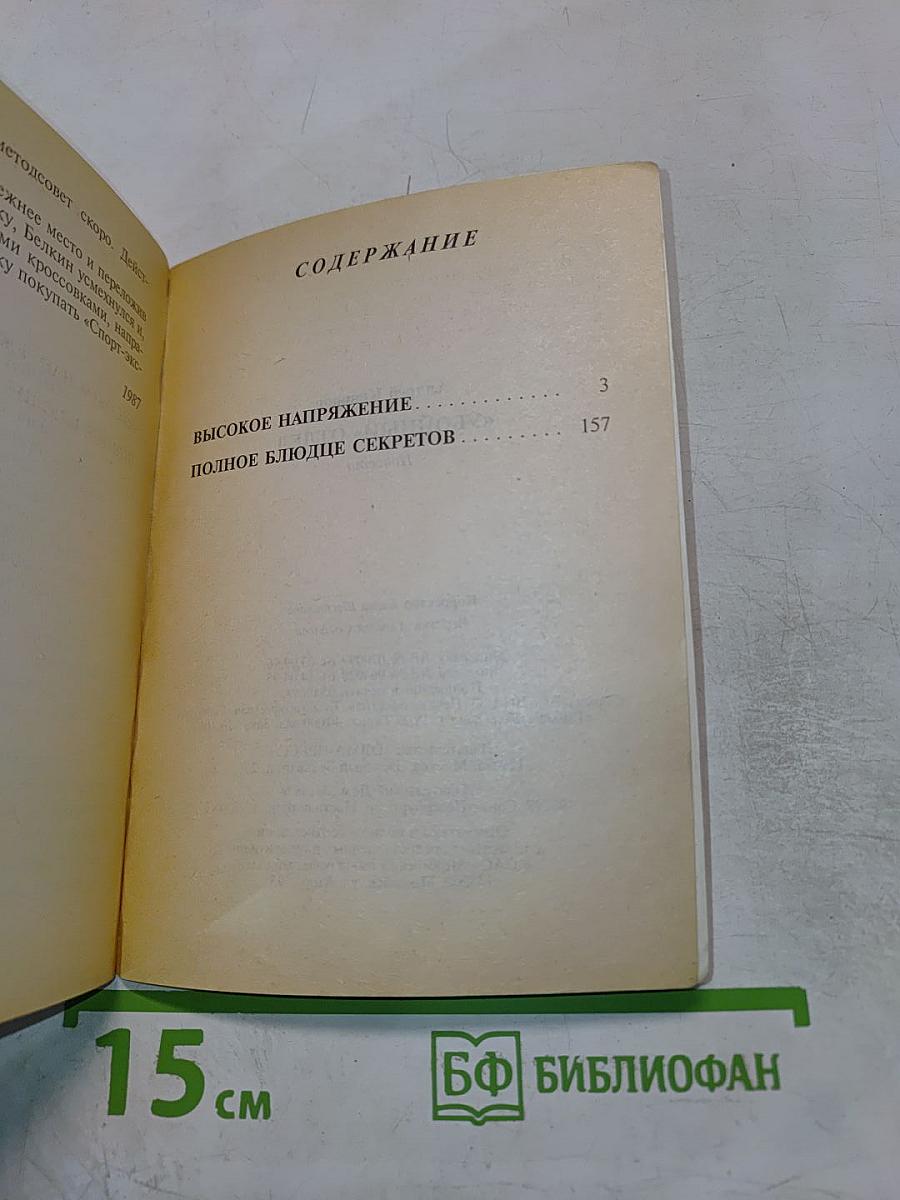 методсовет скоро. Дейст-
ежнее место и переложив
ку, Белкин усмехнулся и,
ми кроссовками, напра-
ку покупать «Спорт-экс-
1987
СОДЕРЖАНИЕ
ВЫСОКОЕ НАПРЯЖЕНИЕ . . . . . . . . . . . . . 3
ПОЛНОЕ БЛЮДЦЕ СЕКРЕТОВ . . . . . . . . . 157
15 см
БФ БИБЛИОФАН